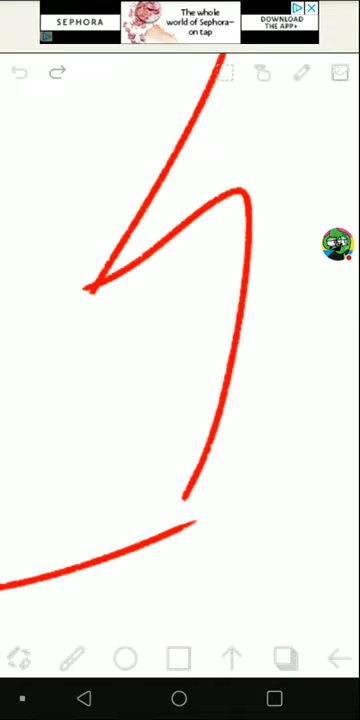 SEPHORA
The whole
world of Sephora—
on tap
DOWNLOAD
THE APP▸